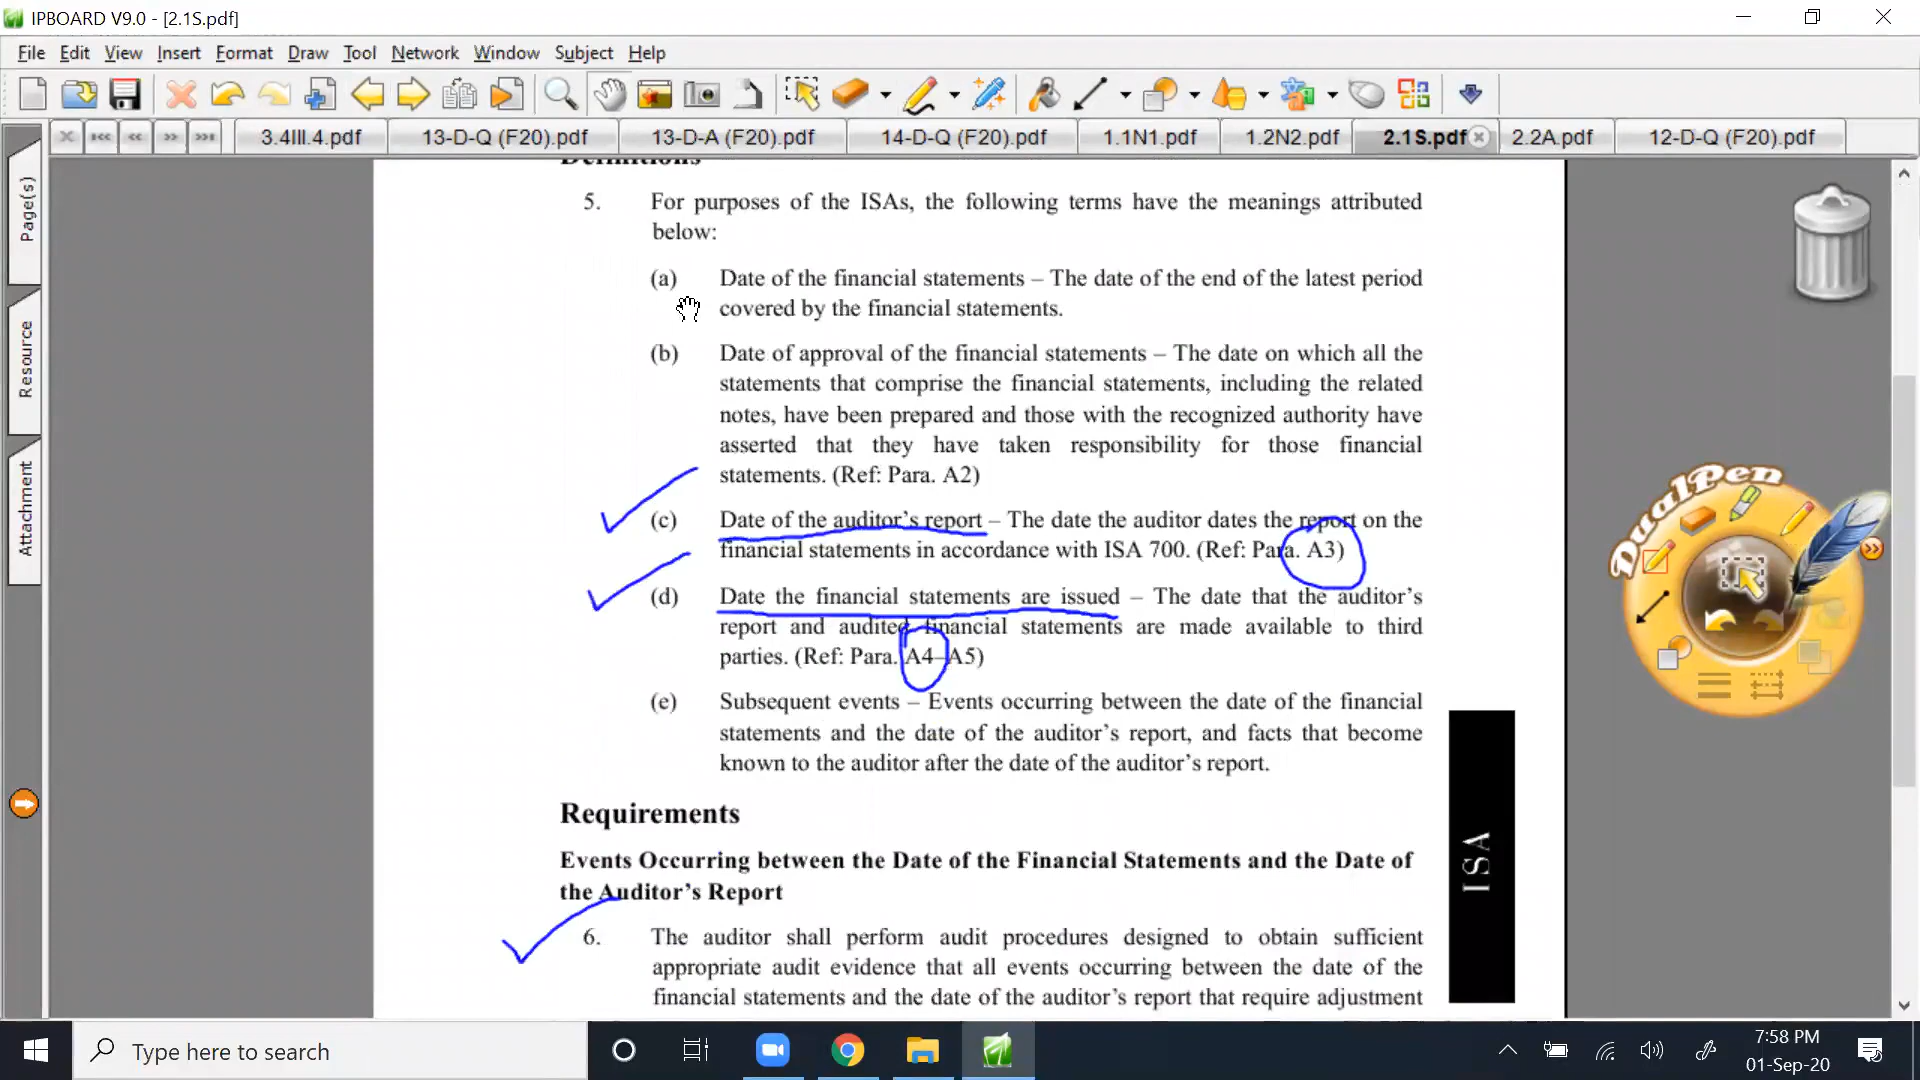 IPBOARD V9.0 - [2.1S.pdf]
File Edit View Insert Format Draw Tool Network Window Subject Help
3.4III.4.pdf 13-D-Q (F20).pdf 13-D-A (F20).pdf 14-D-Q (F20).pdf 1.1N1.pdf 1.2N2.pdf 2.1S.pdf 2.2A.pdf 12-D-Q (F20).pdf
Page(s)
Resource
Attachment
Definitions
5. For purposes of the ISAs, the following terms have the meanings attributed
below:
(a) Date of the financial statements – The date of the end of the latest period
covered by the financial statements.
(b) Date of approval of the financial statements – The date on which all the
statements that comprise the financial statements, including the related
notes, have been prepared and those with the recognized authority have
asserted that they have taken responsibility for those financial
statements. (Ref: Para. A2)
(c) Date of the auditor’s report – The date the auditor dates the report on the
financial statements in accordance with ISA 700. (Ref: Para. A3)
(d) Date the financial statements are issued – The date that the auditor’s
report and audited financial statements are made available to third
parties. (Ref: Para. A4–A5)
(e) Subsequent events – Events occurring between the date of the financial
statements and the date of the auditor’s report, and facts that become
known to the auditor after the date of the auditor’s report.
Requirements
Events Occurring between the Date of the Financial Statements and the Date of
the Auditor’s Report
6. The auditor shall perform audit procedures designed to obtain sufficient
appropriate audit evidence that all events occurring between the date of the
financial statements and the date of the auditor’s report that require adjustment
ISA
DualPen
Type here to search
7:58 PM
01-Sep-20